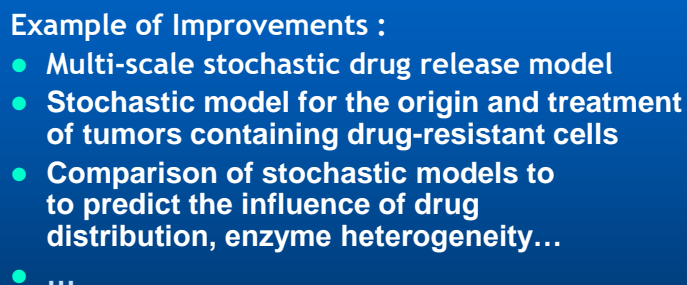 Example of Improvements :
● Multi-scale stochastic drug release model
● Stochastic model for the origin and treatment
of tumors containing drug-resistant cells
● Comparison of stochastic models to
to predict the influence of drug
distribution, enzyme heterogeneity…
● …